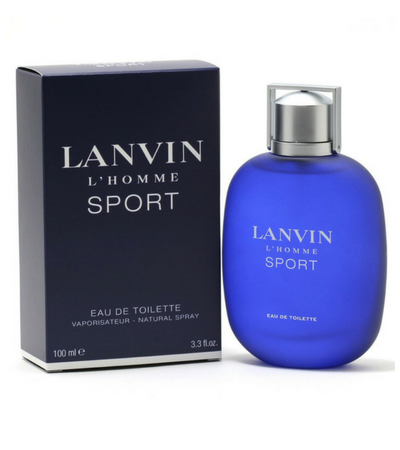 LANVIN
L'HOMME
SPORT
EAU DE TOILETTE
VAPORISATEUR - NATURAL SPRAY
100 ml ℮
3.3 fl.oz.
LANVIN
L'HOMME
SPORT
EAU DE TOILETTE